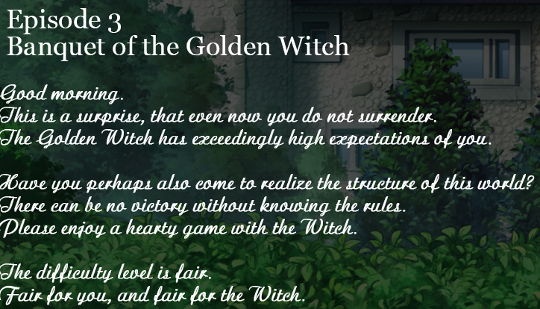 Episode 3
Banquet of the Golden Witch
Good morning.
This is a surprise, that even now you do not surrender.
The Golden Witch has exceedingly high expectations of you.
Have you perhaps also come to realize the structure of this world?
There can be no victory without knowing the rules.
Please enjoy a hearty game with the Witch.
The difficulty level is fair.
Fair for you, and fair for the Witch.